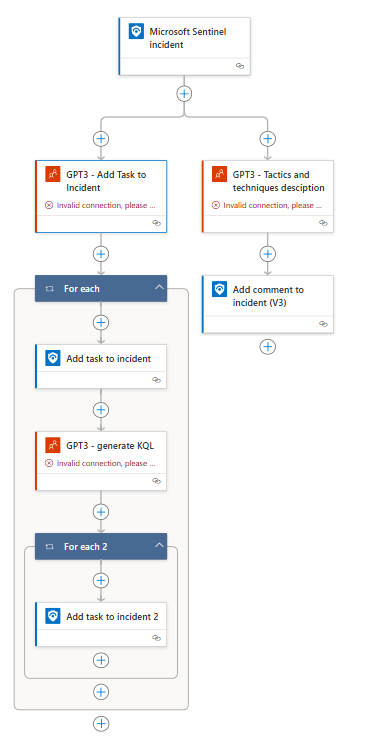 Microsoft Sentinel
incident
GPT3 - Add Task to
Incident
Invalid connection, please ...
GPT3 - Tactics and
techniques desciption
Invalid connection, please ...
For each
Add comment to
incident (V3)
Add task to incident
GPT3 - generate KQL
Invalid connection, please ...
For each 2
Add task to incident 2